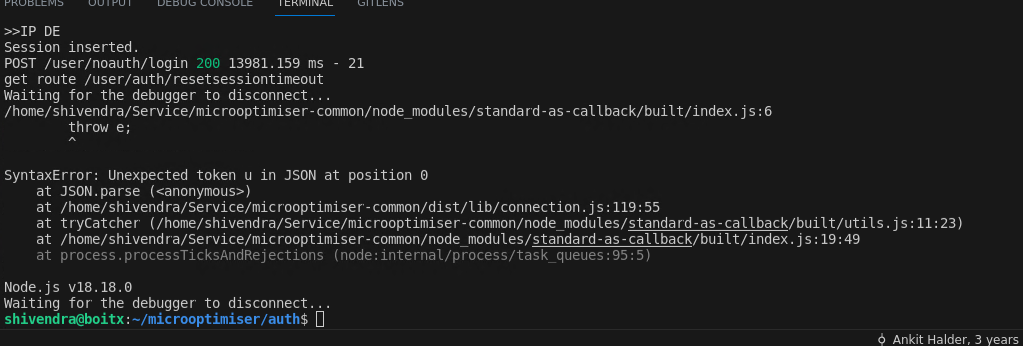 PROBLEMS OUTPUT DEBUG CONSOLE TERMINAL GITLENS
>>IP DE
Session inserted.
POST /user/noauth/login 200 13981.159 ms - 21
get route /user/auth/resetsessiontimeout
Waiting for the debugger to disconnect...
/home/shivendra/Service/microoptimiser-common/node_modules/standard-as-callback/built/index.js:6
        throw e;
        ^
SyntaxError: Unexpected token u in JSON at position 0
    at JSON.parse (<anonymous>)
    at /home/shivendra/Service/microoptimiser-common/dist/lib/connection.js:119:55
    at tryCatcher (/home/shivendra/Service/microoptimiser-common/node_modules/standard-as-callback/built/utils.js:11:23)
    at /home/shivendra/Service/microoptimiser-common/node_modules/standard-as-callback/built/index.js:19:49
    at process.processTicksAndRejections (node:internal/process/task_queues:95:5)
Node.js v18.18.0
Waiting for the debugger to disconnect...
shivendra@boitx:~/microoptimiser/auth$
Ankit Halder, 3 years